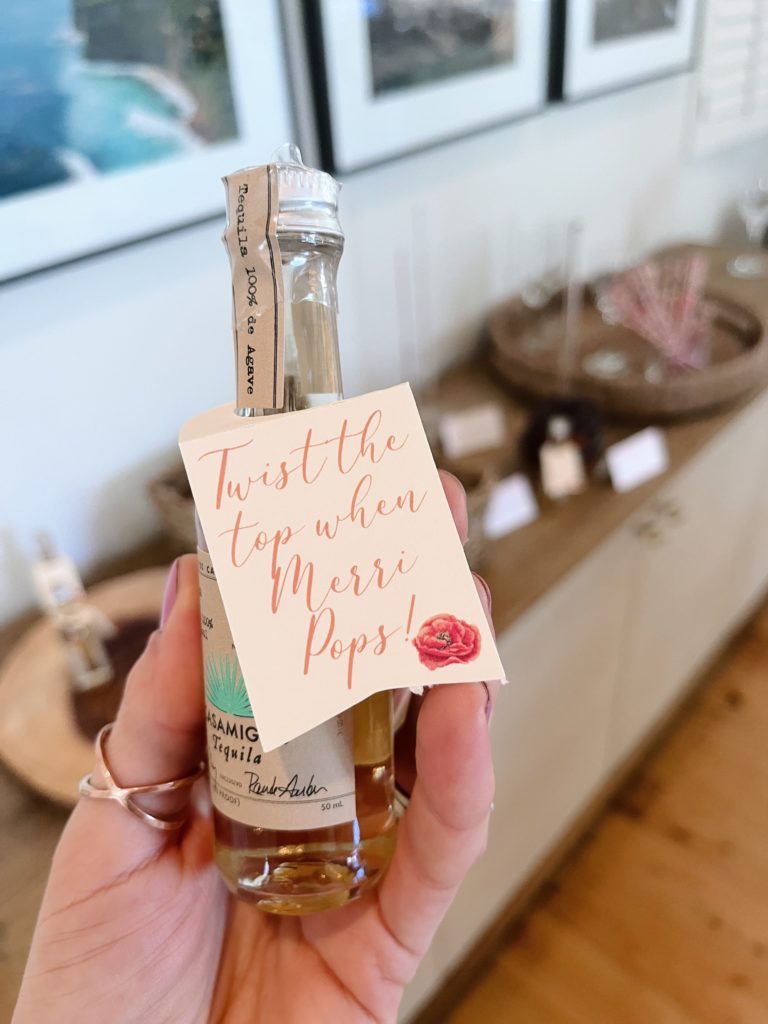 Tequila 100% de Agave
Twist the
top when
Merri
Pops!
Tequila
50 mL